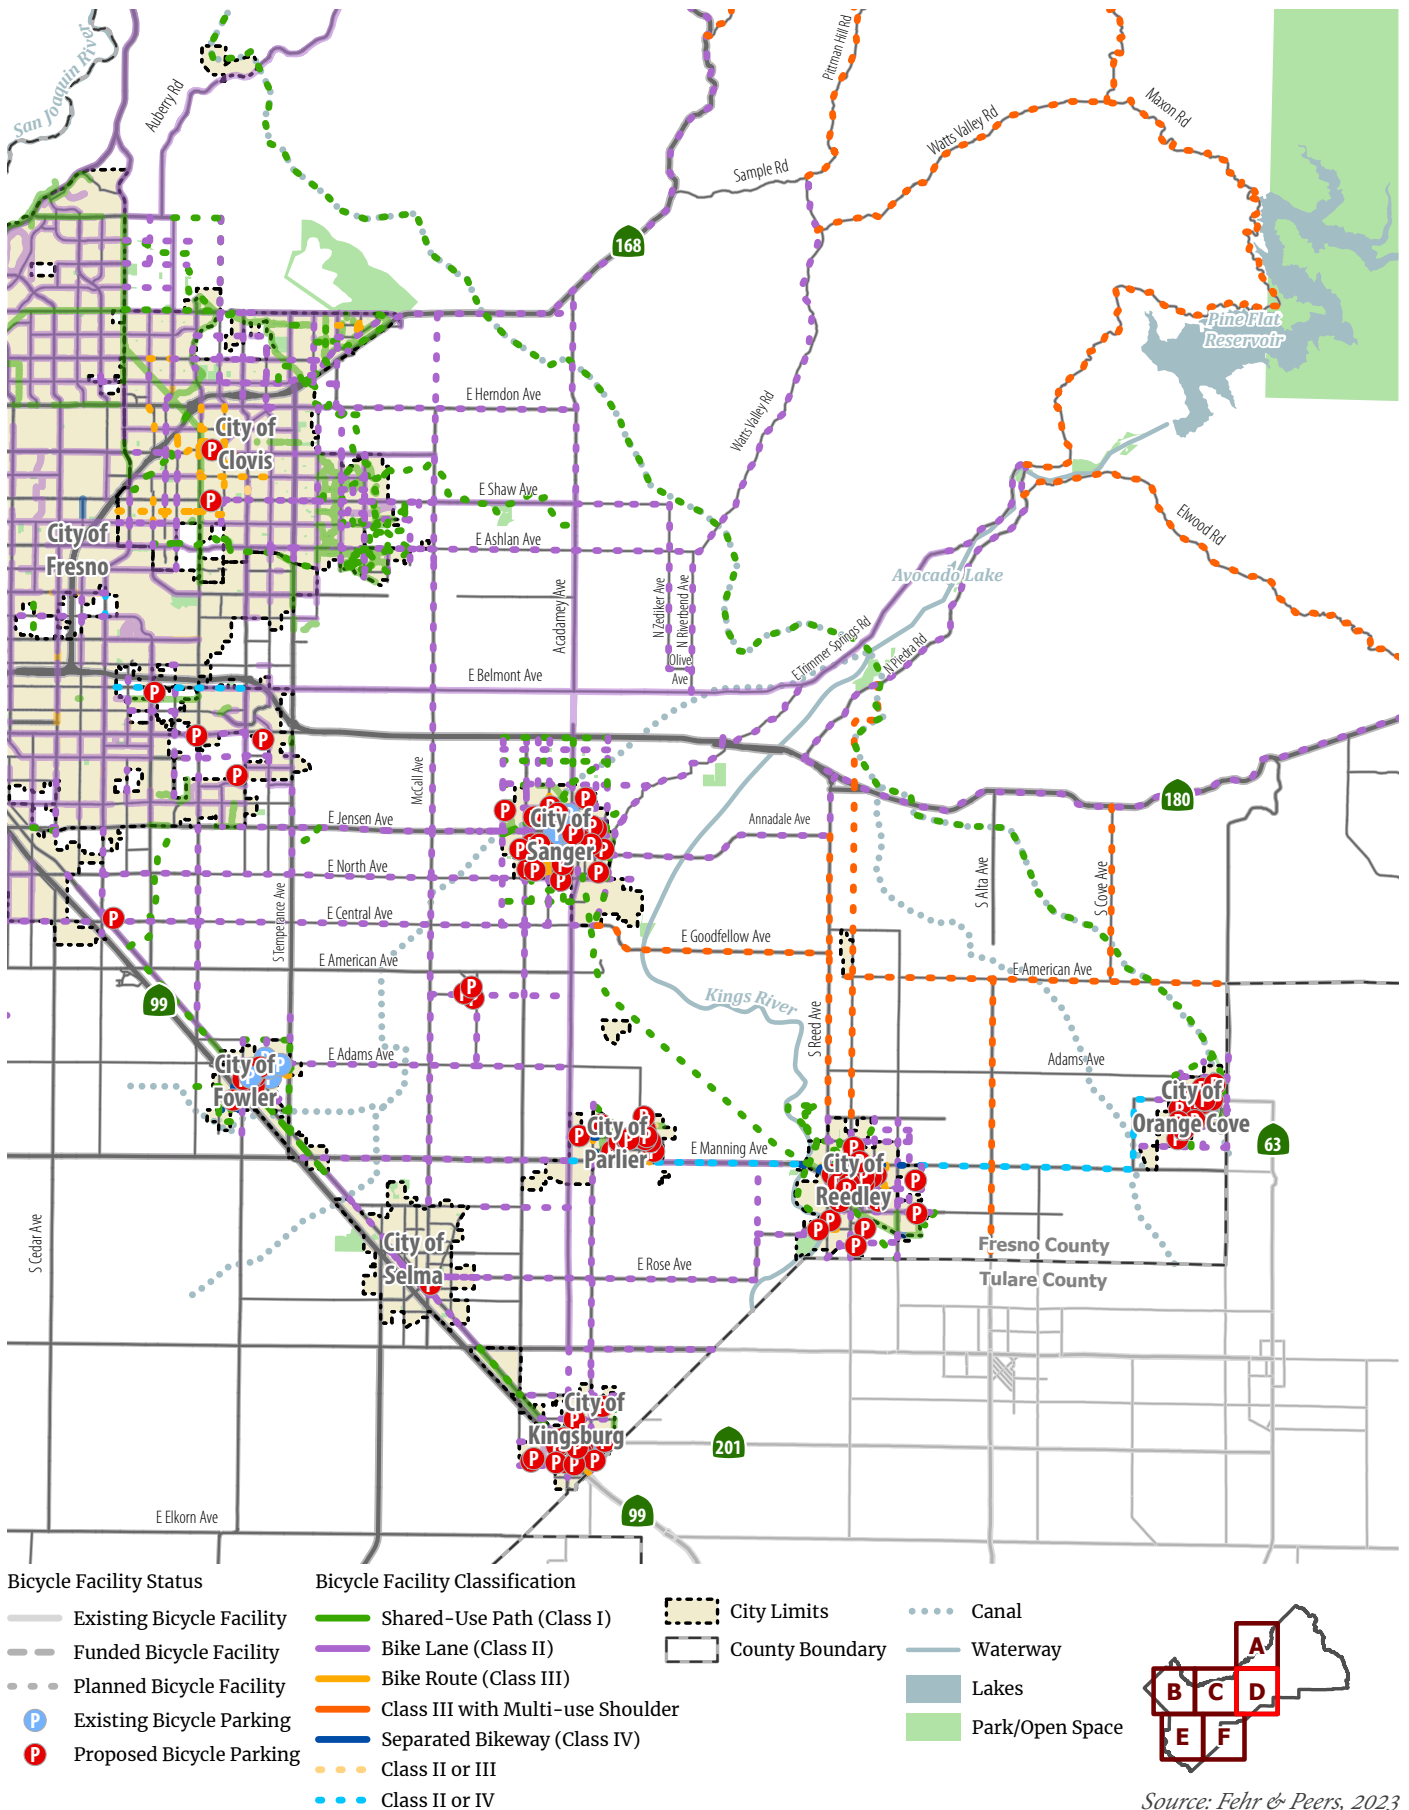 San Joaquin River
Auberry Rd
Pittman Hill Rd
Watts Valley Rd
Maxon Rd
Sample Rd
168
Pine Flat
Reservoir
E Herndon Ave
Watts Valley Rd
City of
Clovis
P
P
E Shaw Ave
Elwood Rd
City of
Fresno
E Ashlan Ave
Avocado Lake
Acadamey Ave
N Zediker Ave
N Riverbend Ave
E Trimmer Springs Rd
N Piedra Rd
Olive
Ave
E Belmont Ave
P
P
P
P
McCall Ave
180
E Jensen Ave
City of
Sanger
Annadale Ave
E North Ave
S Temperance Ave
S Alta Ave
S Cove Ave
E Central Ave
P
E Goodfellow Ave
E American Ave
E American Ave
99
Kings River
S Reed Ave
E Adams Ave
Adams Ave
City of
Fowler
City of
Orange Cove
City of
Parlier
E Manning Ave
63
City of
Reedley
S Cedar Ave
City of
Selma
Fresno County
E Rose Ave
Tulare County
City of
Kingsburg
201
99
E Elkorn Ave
Bicycle Facility Status
Existing Bicycle Facility
Funded Bicycle Facility
Planned Bicycle Facility
P Existing Bicycle Parking
P Proposed Bicycle Parking
Bicycle Facility Classification
Shared-Use Path (Class I)
Bike Lane (Class II)
Bike Route (Class III)
Class III with Multi-use Shoulder
Separated Bikeway (Class IV)
Class II or III
Class II or IV
City Limits
County Boundary
Canal
Waterway
Lakes
Park/Open Space
A
B C D
E F
Source: Fehr & Peers, 2023